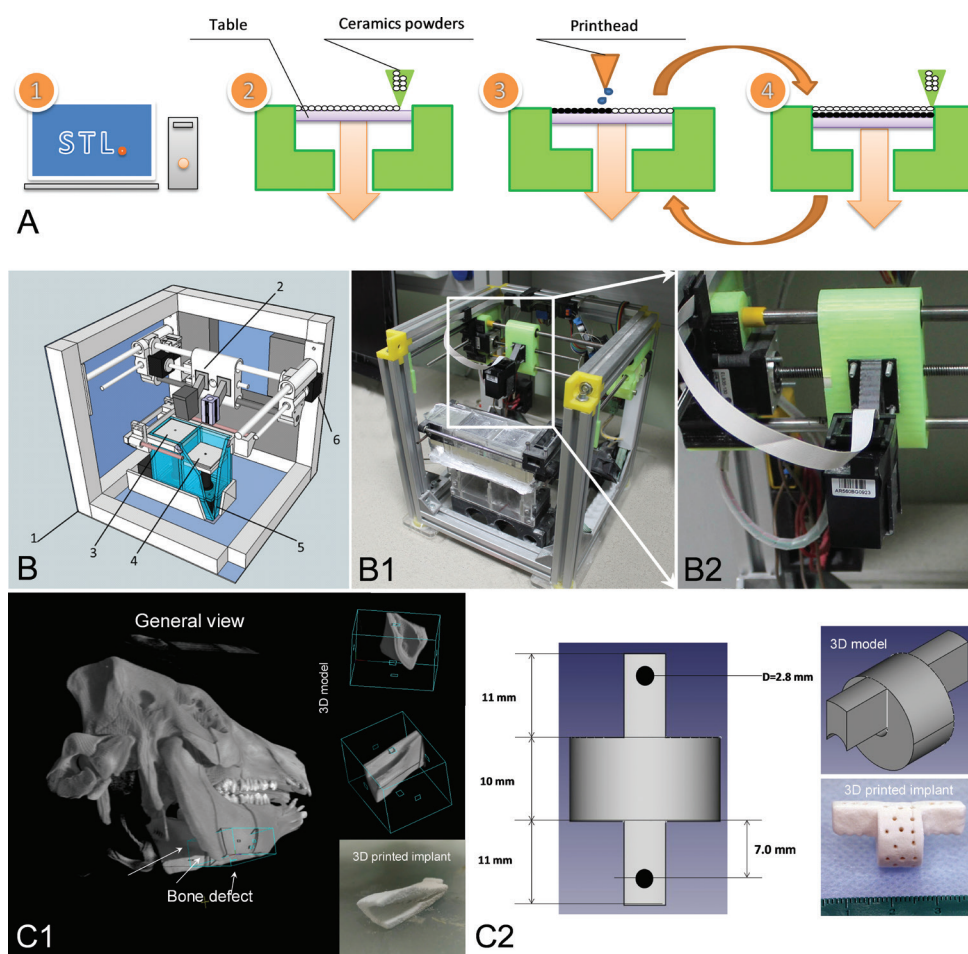 Table
Ceramics powders
Printhead
1
2
3
4
STL.
A
1
2
3
4
5
6
B
B1
AR5608G0923
B2
General view
3D model
Bone defect
3D printed implant
C1
11 mm
10 mm
11 mm
D=2.8 mm
7.0 mm
3D model
3D printed implant
C2